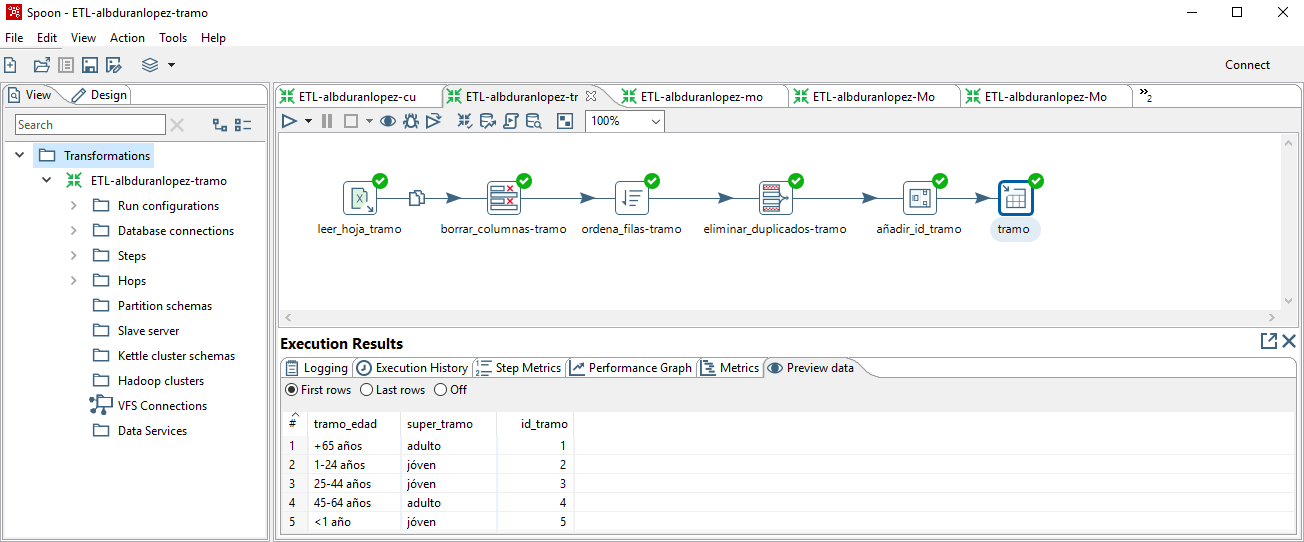 Spoon - ETL-albduranlopez-tramo
File Edit View Action Tools Help
Connect
View Design
ETL-albduranlopez-cu ETL-albduranlopez-tr ETL-albduranlopez-mo ETL-albduranlopez-Mo ETL-albduranlopez-Mo »2
Search
100%
Transformations
ETL-albduranlopez-tramo
Run configurations
Database connections
Steps
Hops
Partition schemas
Slave server
Kettle cluster schemas
Hadoop clusters
VFS Connections
Data Services
leer_hoja_tramo borrar_columnas-tramo ordena_filas-tramo eliminar_duplicados-tramo añadir_id_tramo tramo
Execution Results
Logging Execution History Step Metrics Performance Graph Metrics Preview data
First rows Last rows Off
# tramo_edad super_tramo id_tramo
1 +65 años adulto 1
2 1-24 años jóven 2
3 25-44 años jóven 3
4 45-64 años adulto 4
5 <1 año jóven 5